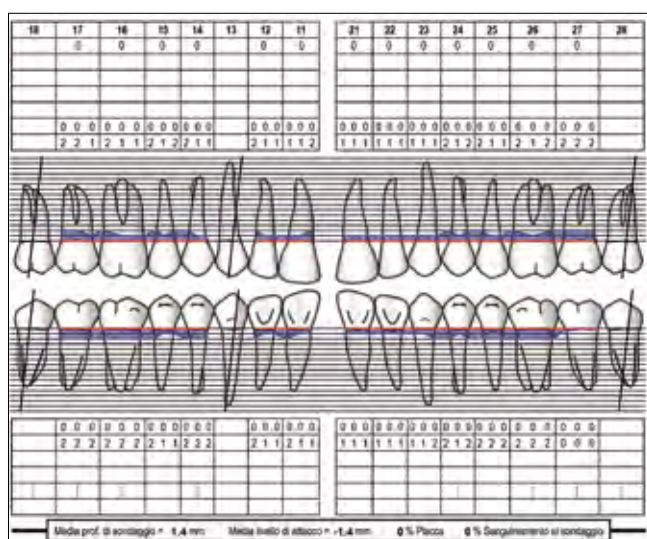 18 17 16 15 14 13 12 11 21 22 23 24 25 26 27 28
0 0 0 0 0 0 0 0 0 0 0 0 0
0 0 0 0 0 0 0 0 0 0 0 0 0 0 0 0 0 0 0 0 0 0 0 0 0 0 0 0 0 0 0 0 0 0 0 0 0 0 0
2 2 1 2 1 1 2 1 2 2 1 1 2 1 1 1 1 2 1 1 1 1 1 1 1 1 1 2 1 2 2 1 1 2 1 2 2 2 2
0 0 0 0 0 0 0 0 0 0 0 0 0 0 0 0 0 0 0 0 0 0 0 0 0 0 0 0 0 0 0 0 0 0 0 0 0 0 0
2 2 2 2 2 2 2 1 1 2 2 2 2 1 1 2 1 1 1 1 1 1 1 1 1 1 2 2 1 2 2 2 2 2 2 2 0 0 0
Media prof. di sondaggio = 1.4 mm Media livello di attacco = -1.4 mm 0 % Placca 0 % Sanguinamento al sondaggio